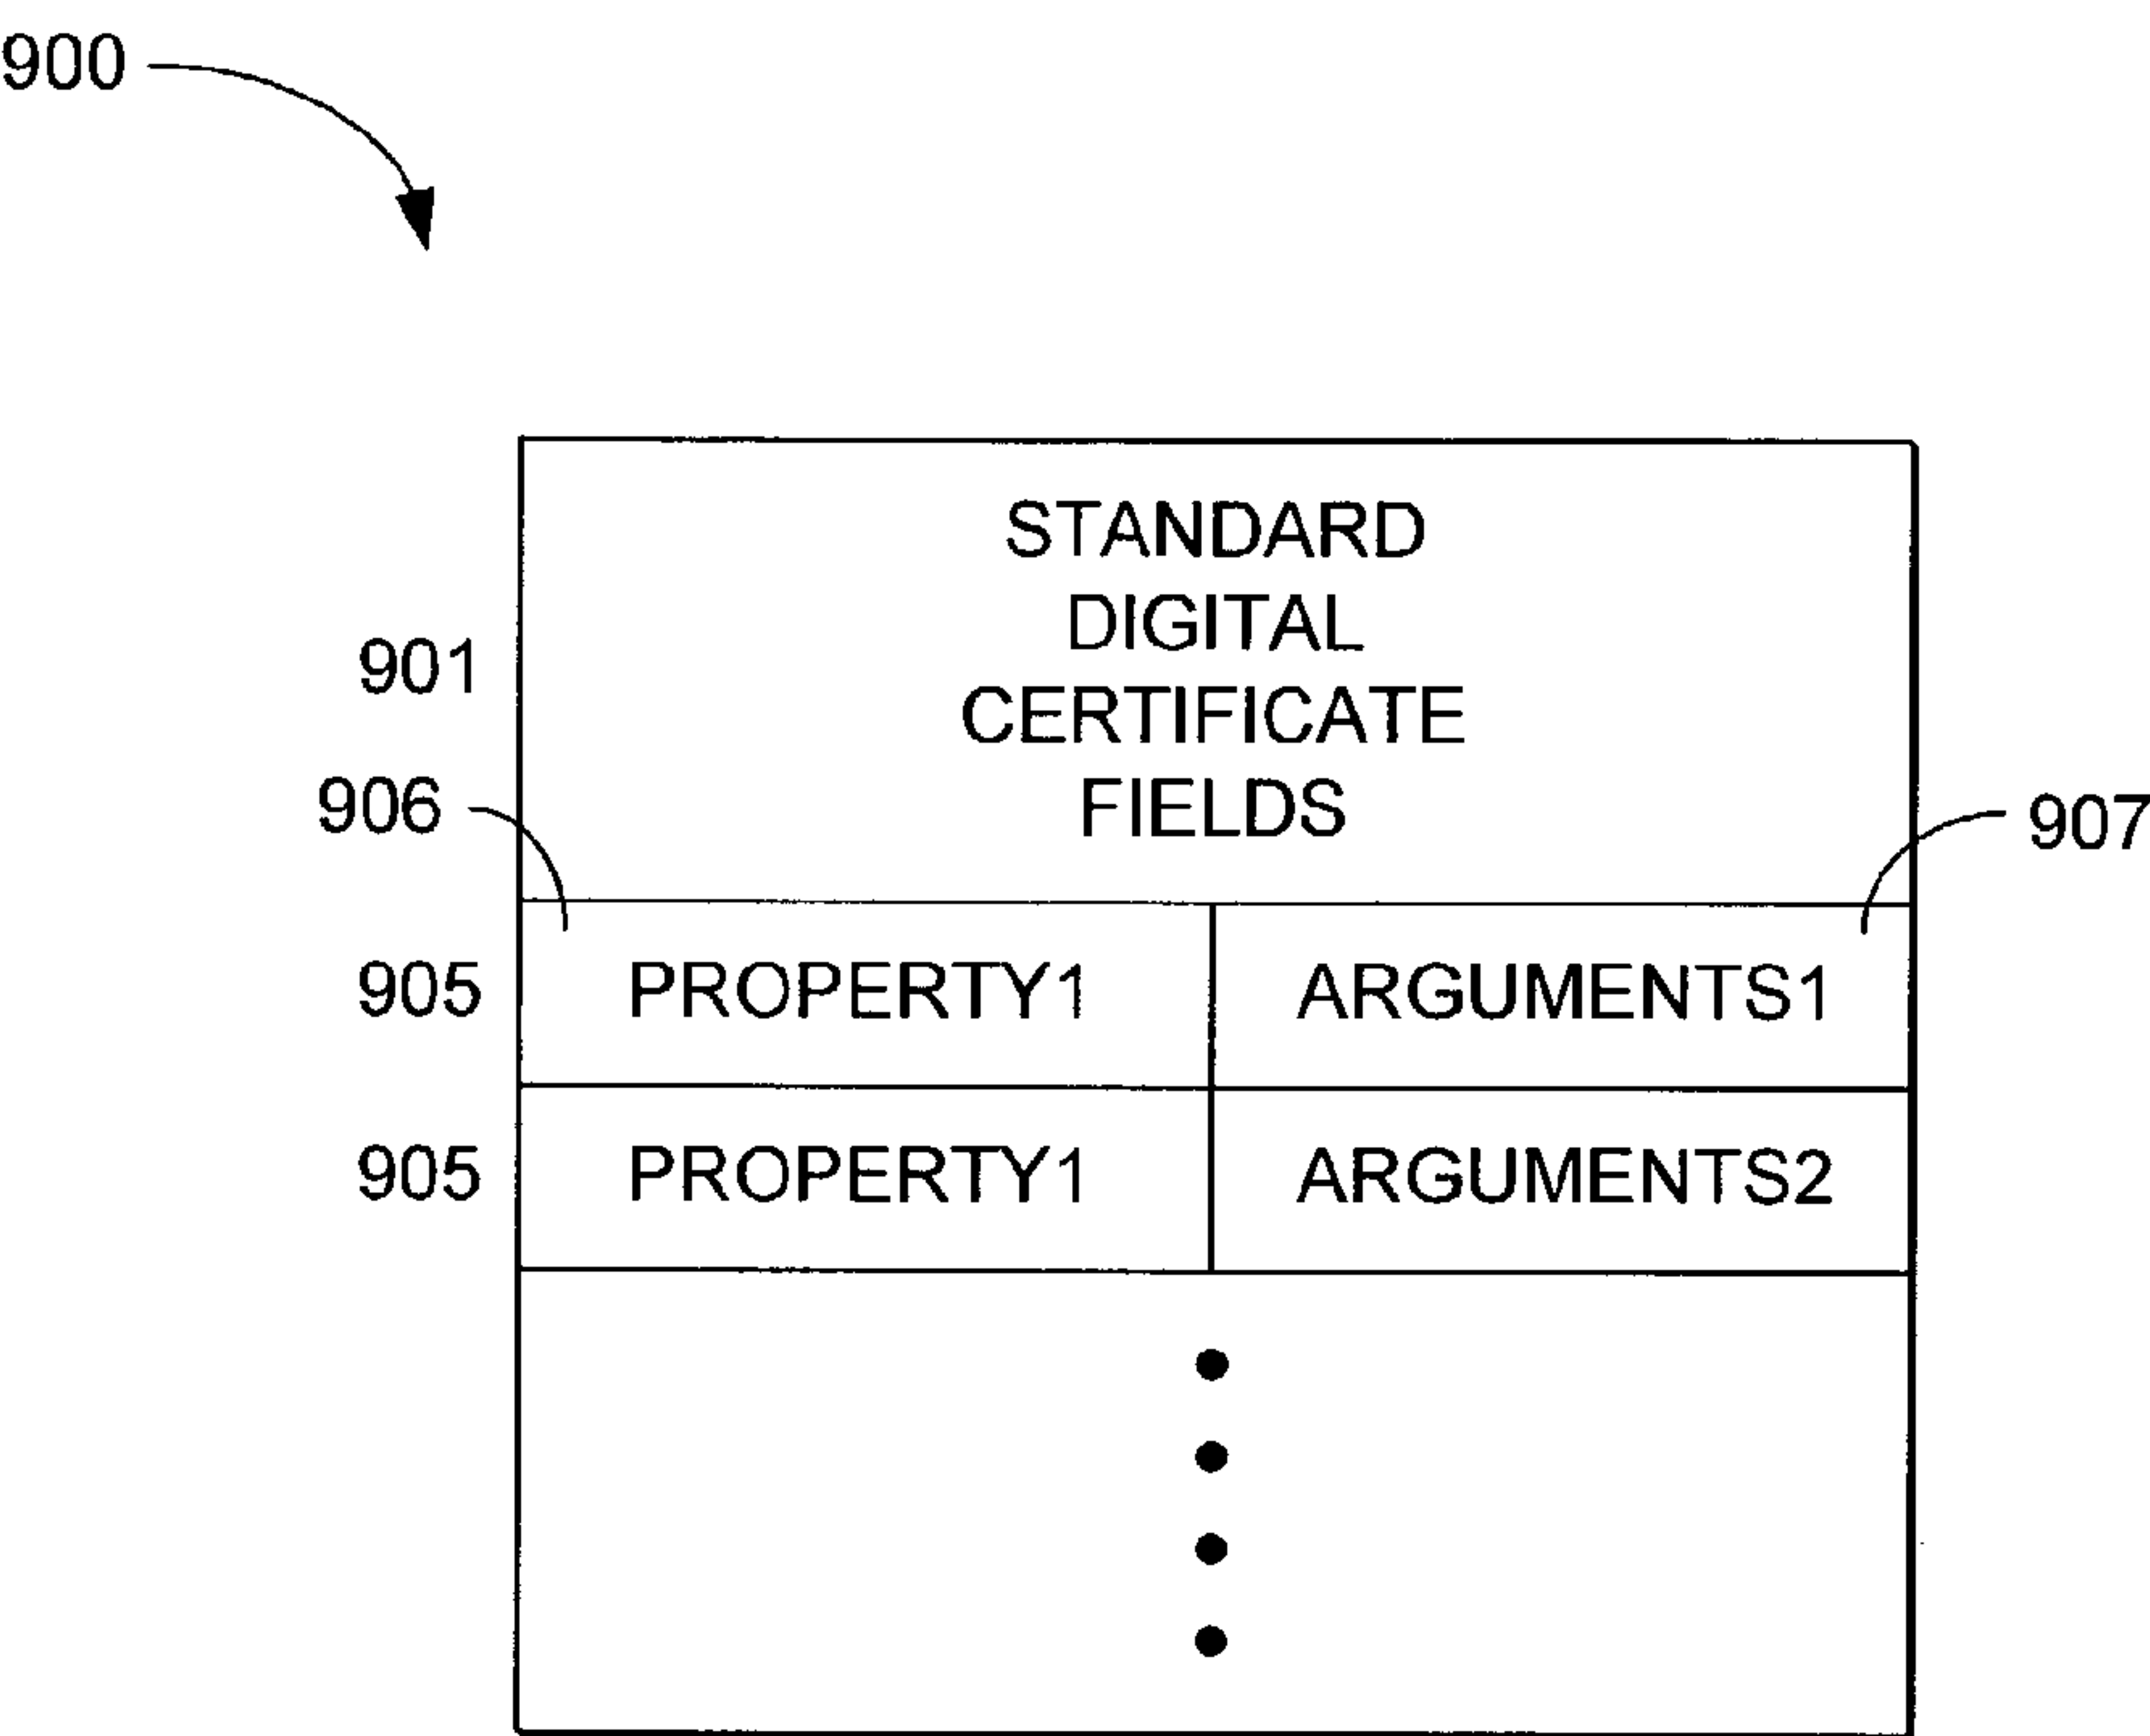 900
STANDARD
DIGITAL
901
CERTIFICATE
906
FIELDS
907
905 PROPERTY1 ARGUMENTS1
905 PROPERTY1 ARGUMENTS2